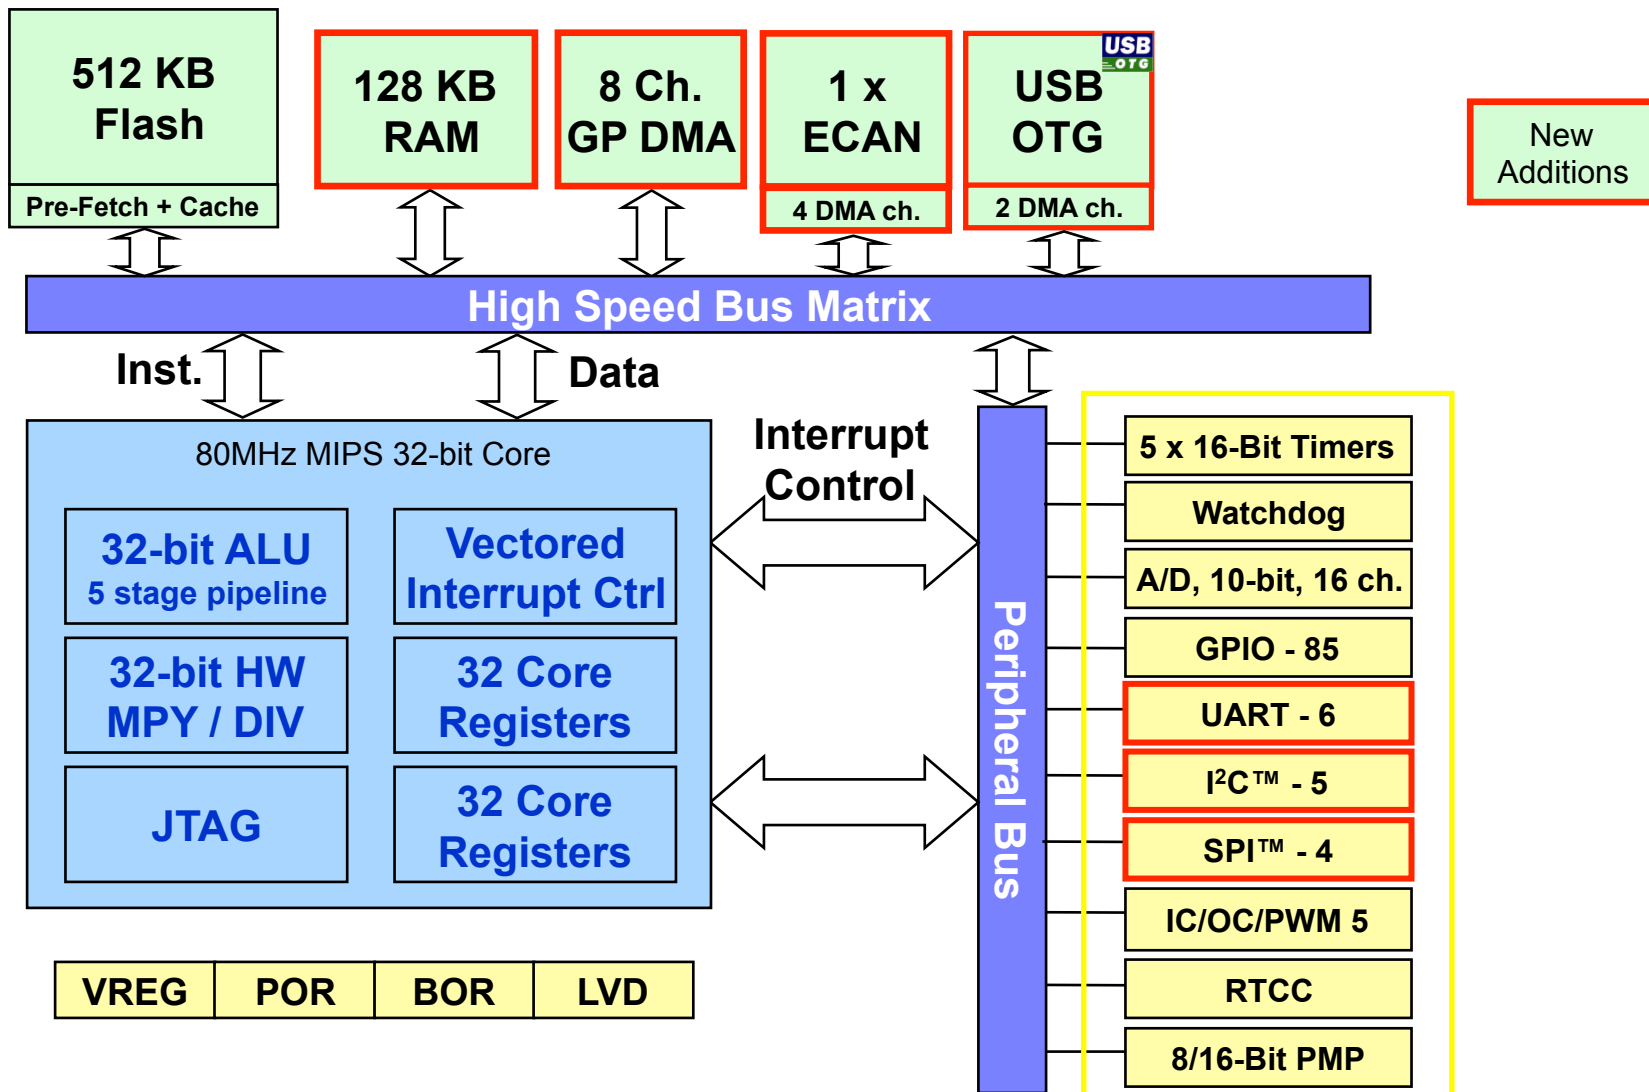 512 KB
Flash
Pre-Fetch + Cache
128 KB
RAM
8 Ch.
GP DMA
1 x
ECAN
4 DMA ch.
USB
OTG
USB
OTG
2 DMA ch.
New
Additions
High Speed Bus Matrix
Inst.
Data
80MHz MIPS 32-bit Core
32-bit ALU
5 stage pipeline
Vectored
Interrupt Ctrl
32-bit HW
MPY / DIV
32 Core
Registers
JTAG
32 Core
Registers
Interrupt
Control
Peripheral Bus
5 x 16-Bit Timers
Watchdog
A/D, 10-bit, 16 ch.
GPIO - 85
UART - 6
I²C™ - 5
SPI™ - 4
IC/OC/PWM 5
RTCC
8/16-Bit PMP
VREG
POR
BOR
LVD